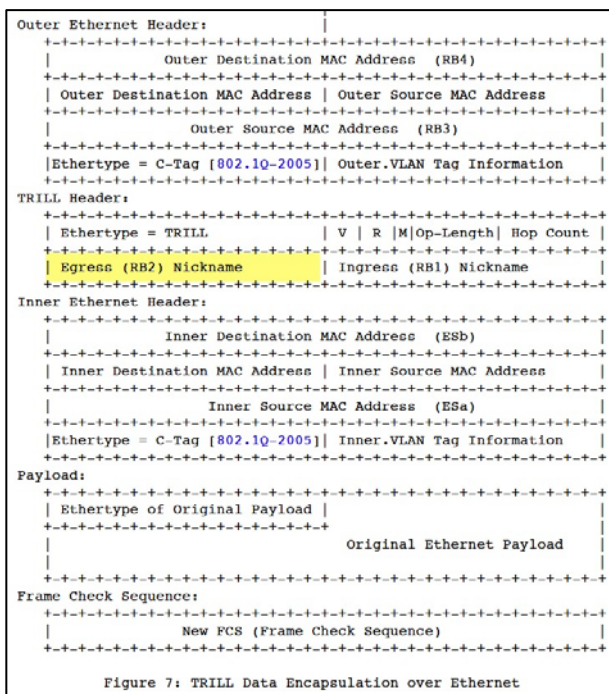 Outer Ethernet Header: |
+-+-+-+-+-+-+-+-+-+-+-+-+-+-+-+-+-+-+-+-+-+-+-+-+-+-+-+-+-+-+-+-+
| Outer Destination MAC Address (RB4) |
+-+-+-+-+-+-+-+-+-+-+-+-+-+-+-+-+-+-+-+-+-+-+-+-+-+-+-+-+-+-+-+-+
| Outer Destination MAC Address | Outer Source MAC Address |
+-+-+-+-+-+-+-+-+-+-+-+-+-+-+-+-+-+-+-+-+-+-+-+-+-+-+-+-+-+-+-+-+
| Outer Source MAC Address (RB3) |
+-+-+-+-+-+-+-+-+-+-+-+-+-+-+-+-+-+-+-+-+-+-+-+-+-+-+-+-+-+-+-+-+
|Ethertype = C-Tag [802.1Q-2005]| Outer.VLAN Tag Information |
+-+-+-+-+-+-+-+-+-+-+-+-+-+-+-+-+-+-+-+-+-+-+-+-+-+-+-+-+-+-+-+-+
TRILL Header:
+-+-+-+-+-+-+-+-+-+-+-+-+-+-+-+-+-+-+-+-+-+-+-+-+-+-+-+-+-+-+-+-+
| Ethertype = TRILL | V | R |M|Op-Length| Hop Count |
+-+-+-+-+-+-+-+-+-+-+-+-+-+-+-+-+-+-+-+-+-+-+-+-+-+-+-+-+-+-+-+-+
| Egress (RB2) Nickname | Ingress (RB1) Nickname |
+-+-+-+-+-+-+-+-+-+-+-+-+-+-+-+-+-+-+-+-+-+-+-+-+-+-+-+-+-+-+-+-+
Inner Ethernet Header:
+-+-+-+-+-+-+-+-+-+-+-+-+-+-+-+-+-+-+-+-+-+-+-+-+-+-+-+-+-+-+-+-+
| Inner Destination MAC Address (ESb) |
+-+-+-+-+-+-+-+-+-+-+-+-+-+-+-+-+-+-+-+-+-+-+-+-+-+-+-+-+-+-+-+-+
| Inner Destination MAC Address | Inner Source MAC Address |
+-+-+-+-+-+-+-+-+-+-+-+-+-+-+-+-+-+-+-+-+-+-+-+-+-+-+-+-+-+-+-+-+
| Inner Source MAC Address (ESa) |
+-+-+-+-+-+-+-+-+-+-+-+-+-+-+-+-+-+-+-+-+-+-+-+-+-+-+-+-+-+-+-+-+
|Ethertype = C-Tag [802.1Q-2005]| Inner.VLAN Tag Information |
+-+-+-+-+-+-+-+-+-+-+-+-+-+-+-+-+-+-+-+-+-+-+-+-+-+-+-+-+-+-+-+-+
Payload:
+-+-+-+-+-+-+-+-+-+-+-+-+-+-+-+-+-+-+-+-+-+-+-+-+-+-+-+-+-+-+-+-+
| Ethertype of Original Payload | |
+-+-+-+-+-+-+-+-+-+-+-+-+-+-+-+-+ |
| Original Ethernet Payload |
| |
+-+-+-+-+-+-+-+-+-+-+-+-+-+-+-+-+-+-+-+-+-+-+-+-+-+-+-+-+-+-+-+-+
Frame Check Sequence:
+-+-+-+-+-+-+-+-+-+-+-+-+-+-+-+-+-+-+-+-+-+-+-+-+-+-+-+-+-+-+-+-+
| New FCS (Frame Check Sequence) |
+-+-+-+-+-+-+-+-+-+-+-+-+-+-+-+-+-+-+-+-+-+-+-+-+-+-+-+-+-+-+-+-+
Figure 7: TRILL Data Encapsulation over Ethernet